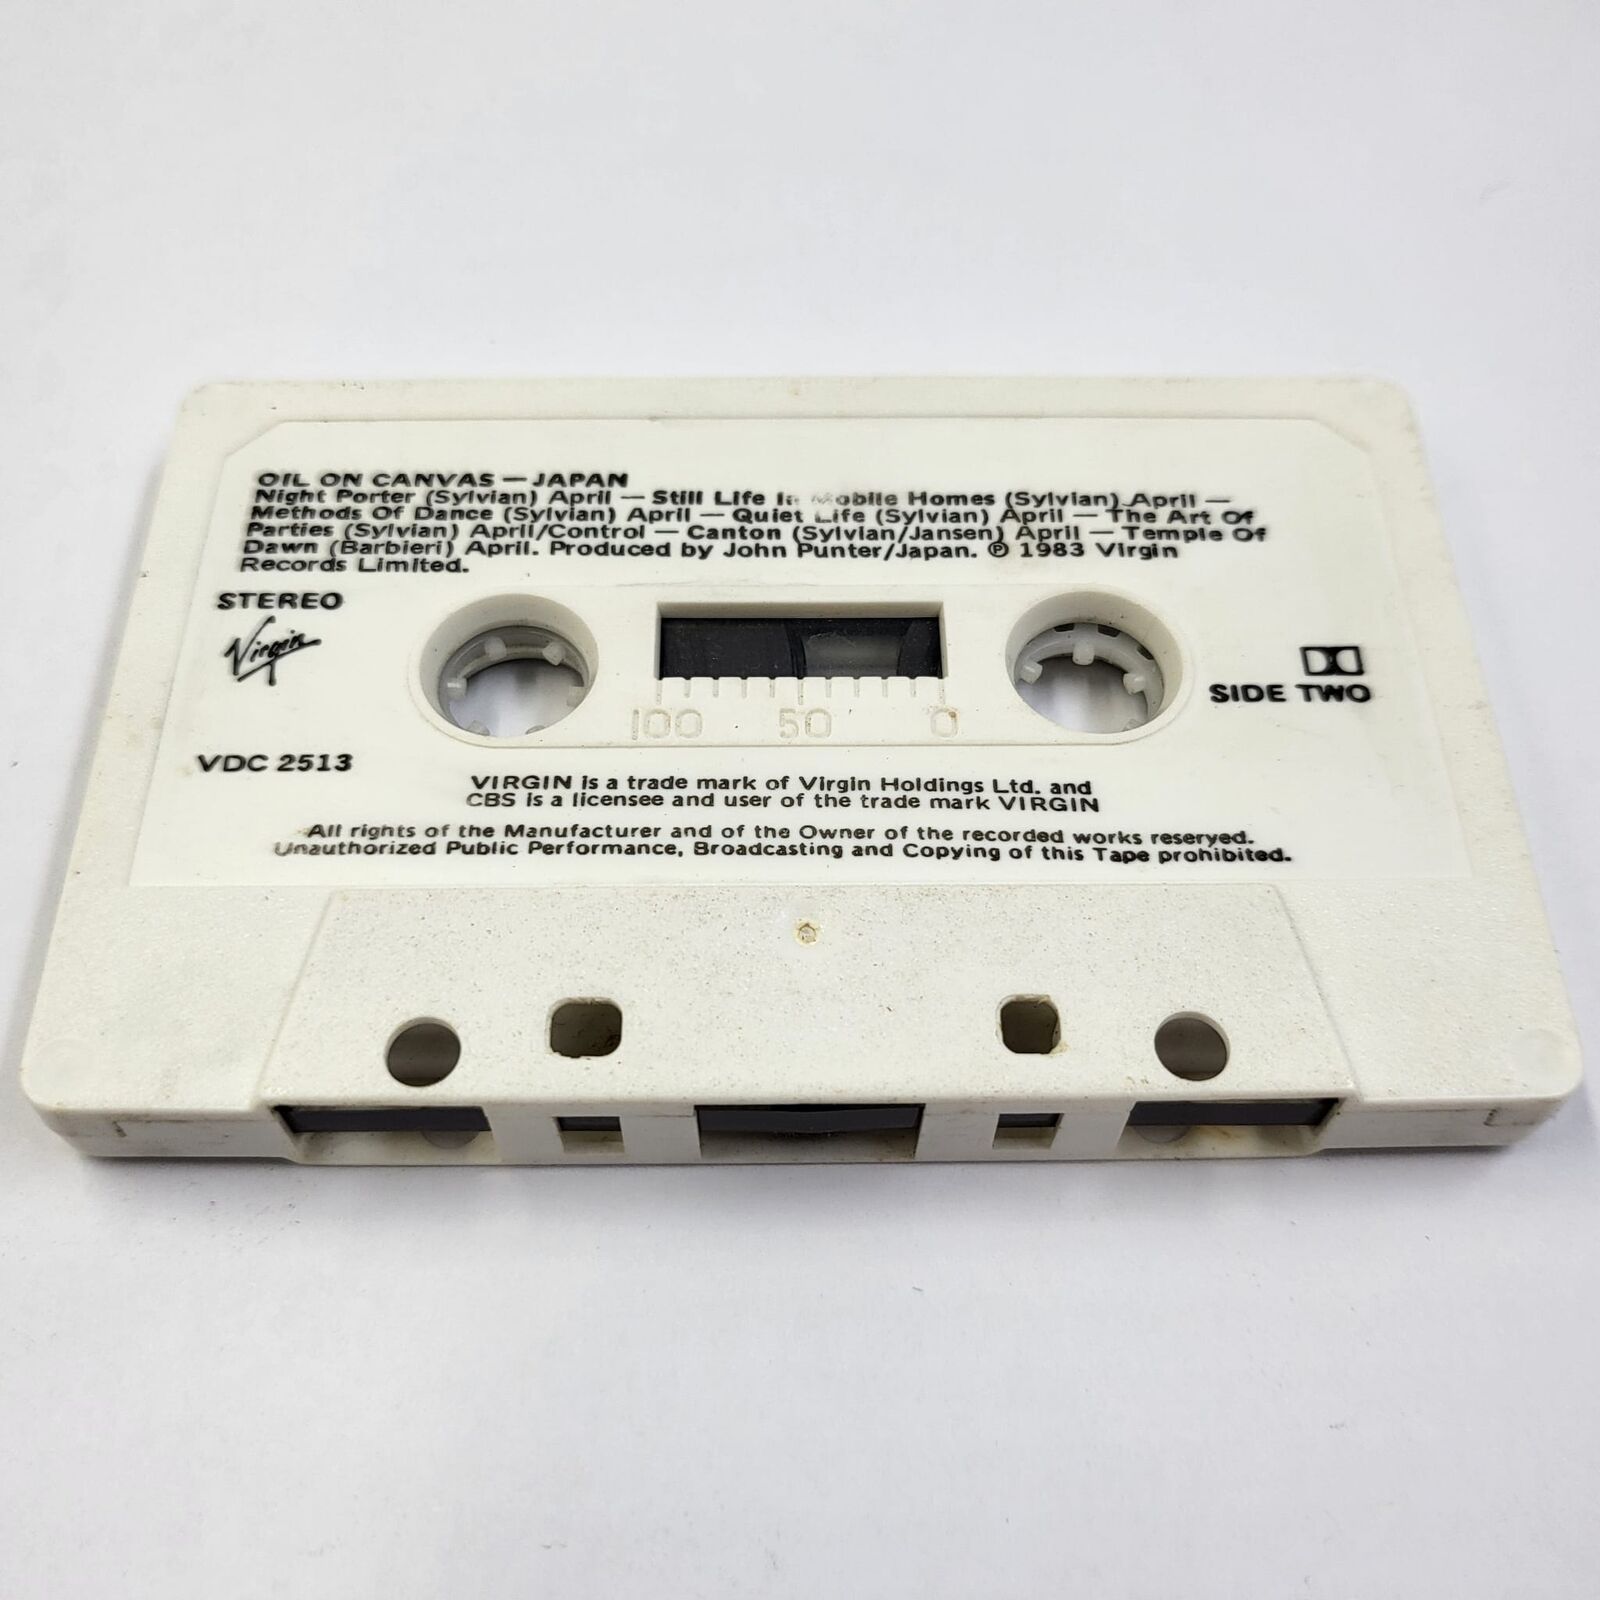 OIL ON CANVAS — JAPAN
Night Porter (Sylvian) April — Still Life In Mobile Homes (Sylvian) April —
Methods Of Dance (Sylvian) April — Quiet Life (Sylvian) April — The Art Of
Parties (Sylvian) April/Control — Canton (Sylvian/Jansen) April — Temple Of
Dawn (Barbieri) April. Produced by John Punter/Japan. ℗ 1983 Virgin
Records Limited.
STEREO
Virgin
SIDE TWO
100 50 0
VDC 2513
VIRGIN is a trade mark of Virgin Holdings Ltd. and
CBS is a licensee and user of the trade mark VIRGIN
All rights of the Manufacturer and of the Owner of the recorded works reserved.
Unauthorized Public Performance, Broadcasting and Copying of this Tape prohibited.